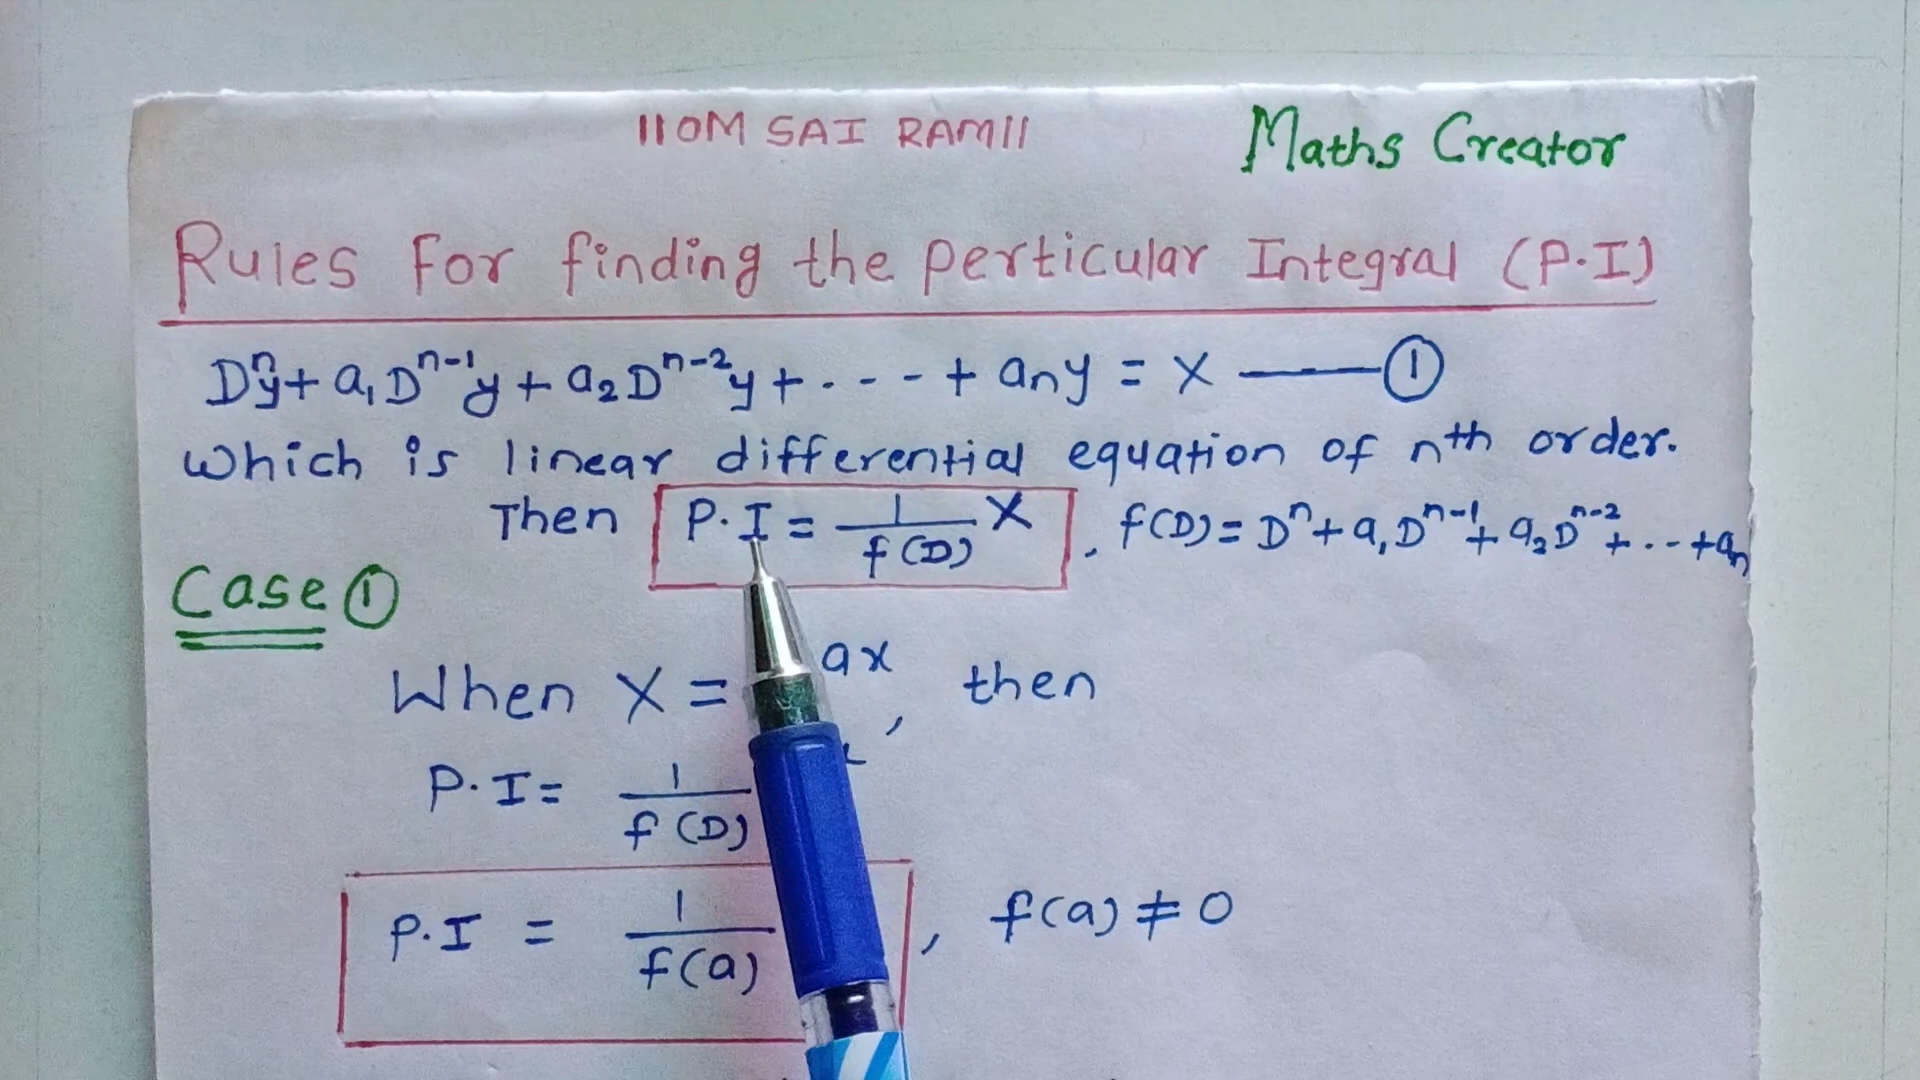 ||OM SAI RAM||
Maths Creator
Rules For finding the Perticular Integral (P.I)
Dⁿy + a₁Dⁿ⁻¹y + a₂Dⁿ⁻²y + . - - - + aₙy = X —— ①
Which is linear differential equation of nth order.
Then P.I = 1/f(D) X , f(D) = Dⁿ + a₁Dⁿ⁻¹ + a₂Dⁿ⁻² + . - - + aₙ
Case ①
When X = ax , then
P.I = 1/f(D)
P.I = 1/f(a) , f(a) ≠ 0